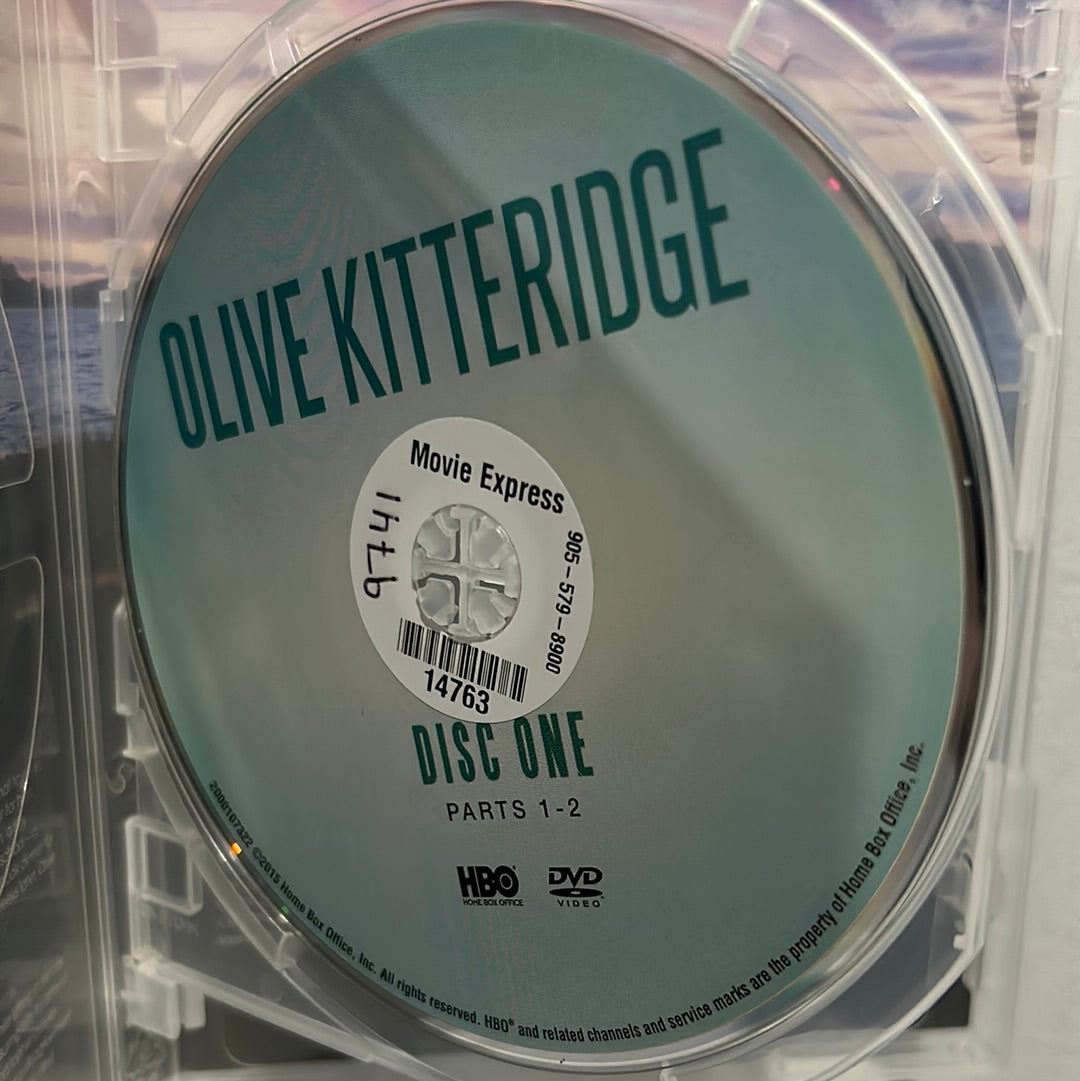 OLIVE KITTERIDGE
Movie Express
905-579-8900
9741
14763
DISC ONE
PARTS 1-2
HBO®
HOME BOX OFFICE
DVD
VIDEO
2000107322 ©2015 Home Box Office, Inc. All rights reserved. HBO® and related channels and service marks are the property of Home Box Office, Inc.